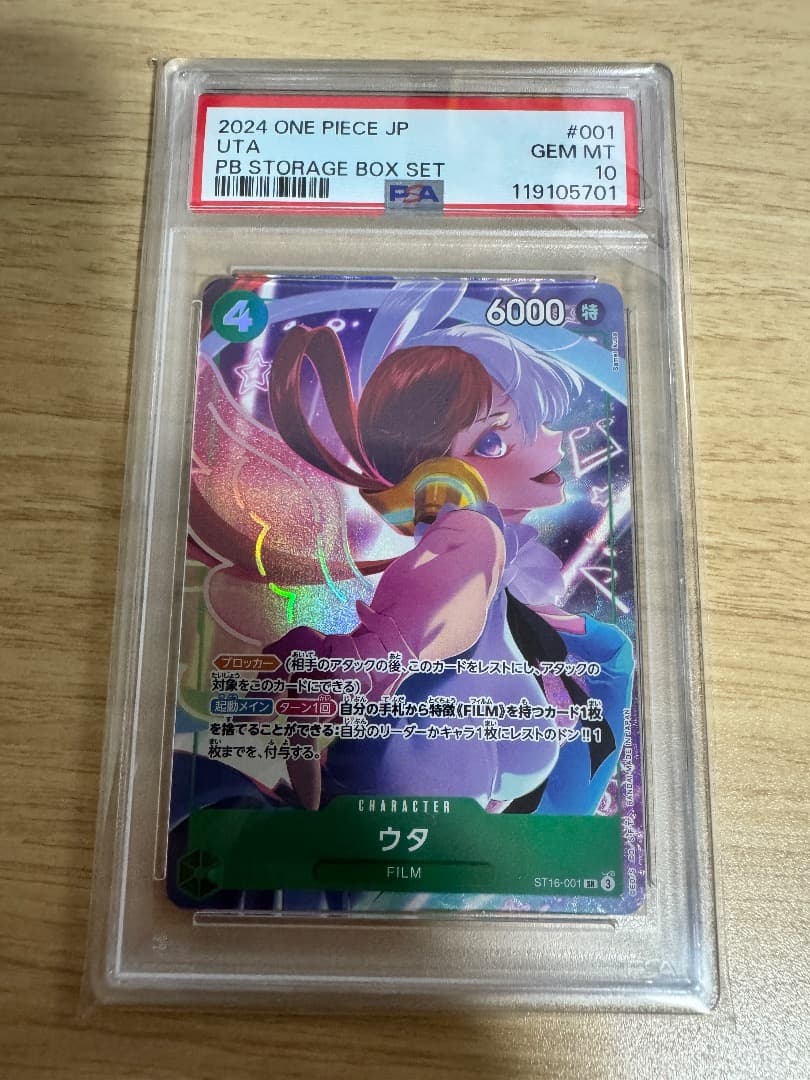 2024 ONE PIECE JP #001
UTA GEM MT
PB STORAGE BOX SET 10
PSA 119105701
4 6000 特
ブロッカー (相手のアタックの後、このカードをレストにし、アタックの
対象をこのカードにできる)
起動メイン ターン1回 自分の手札から特徴《FILM》を持つカード1枚
を捨てることができる:自分のリーダーかキャラ1枚にレストのドン!!1
枚までを、付与する。
CHARACTER
ウタ
FILM
ST16-001 SR 3